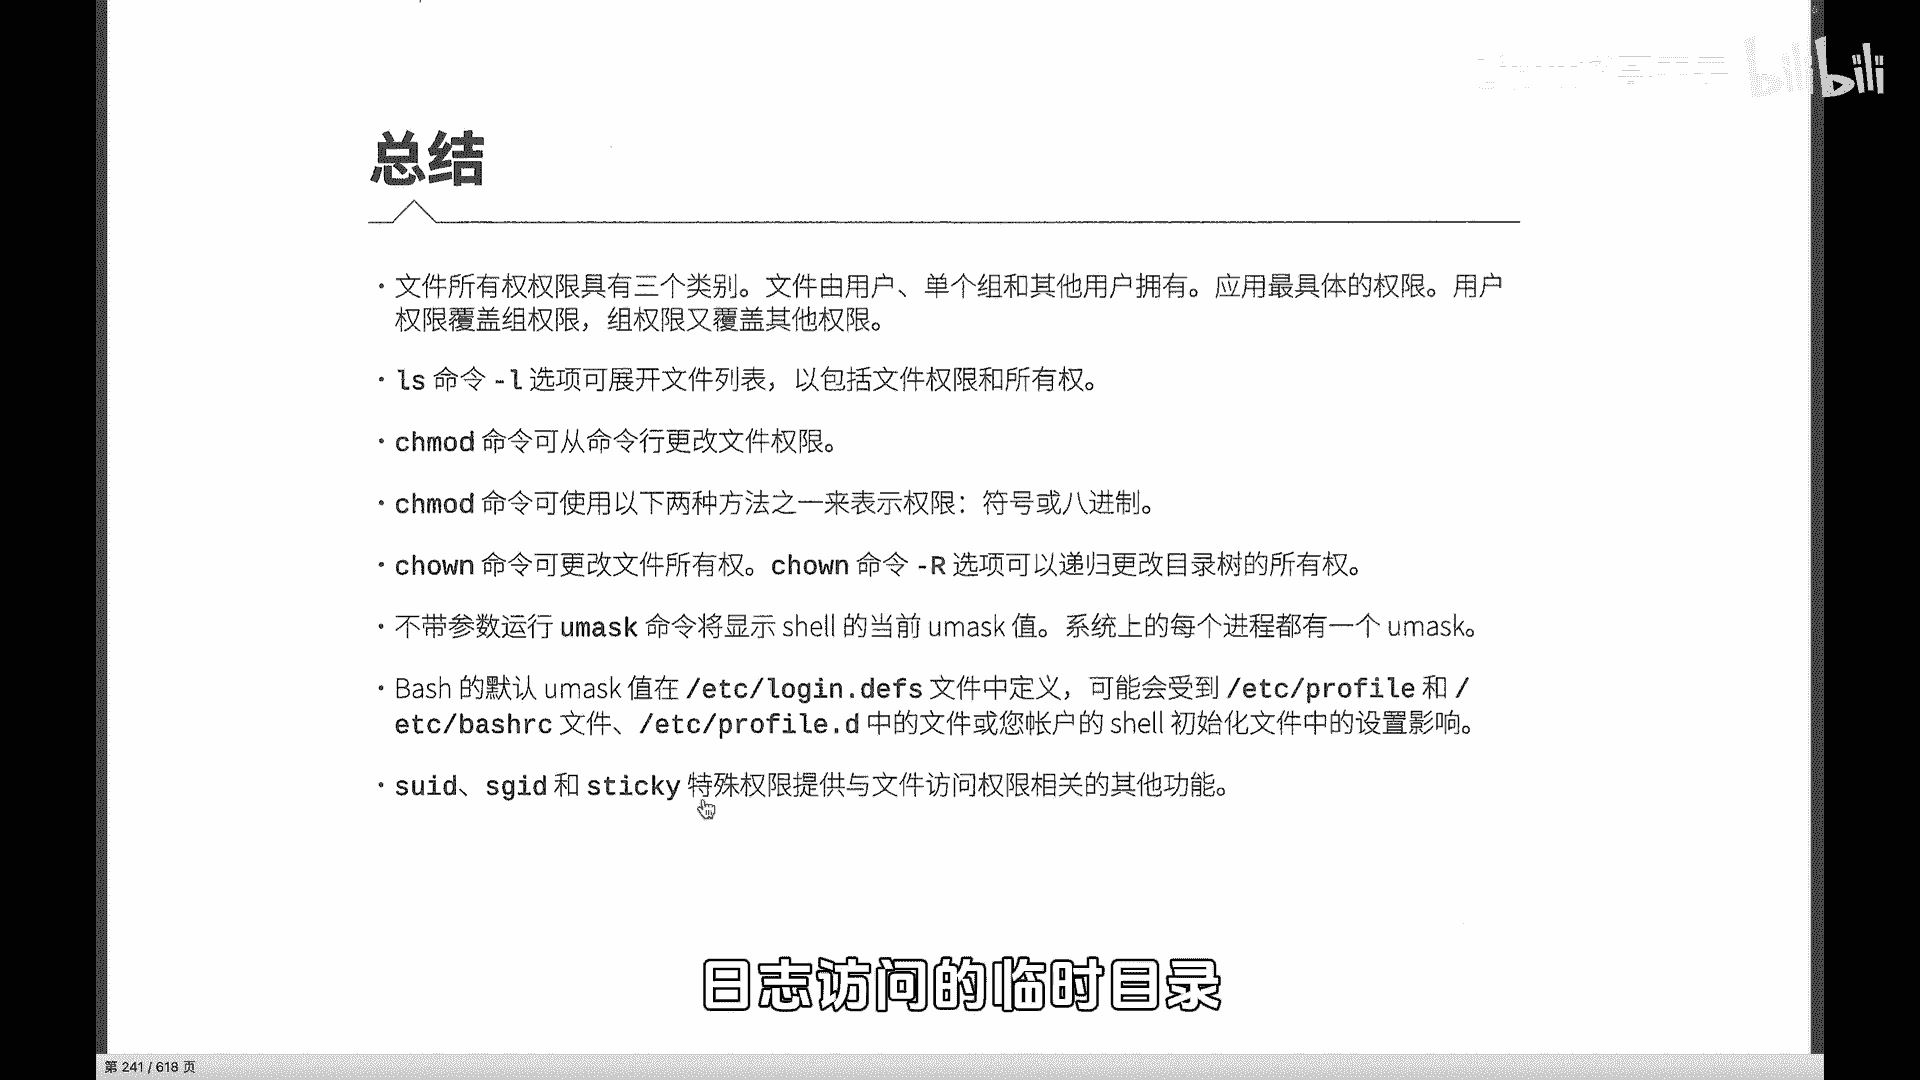 bilibili
总结
・文件所有权权限具有三个类别。文件由用户、单个组和其他用户拥有。应用最具体的权限。用户
权限覆盖组权限，组权限又覆盖其他权限。
・ls 命令 -l 选项可展开文件列表，以包括文件权限和所有权。
・chmod 命令可从命令行更改文件权限。
・chmod 命令可使用以下两种方法之一来表示权限：符号或八进制。
・chown 命令可更改文件所有权。chown 命令 -R 选项可以递归更改目录树的所有权。
・不带参数运行 umask 命令将显示 shell 的当前 umask 值。系统上的每个进程都有一个 umask。
・Bash 的默认 umask 值在 /etc/login.defs 文件中定义，可能会受到 /etc/profile 和 /
etc/bashrc 文件、/etc/profile.d 中的文件或您帐户的 shell 初始化文件中的设置影响。
・suid、sgid 和 sticky 特殊权限提供与文件访问权限相关的其他功能。
日志访问的临时目录
第 241 / 618 页